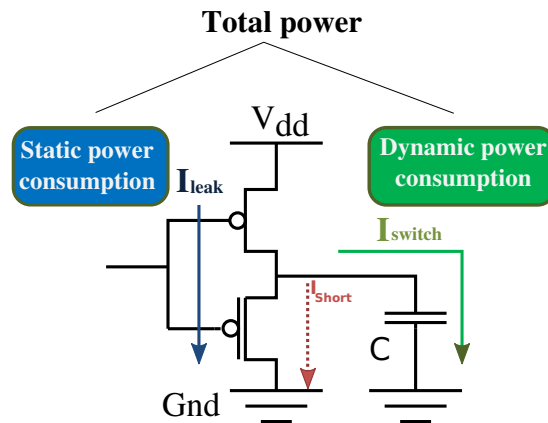 Total power
Static power
consumption
Dynamic power
consumption
Vdd
Ileak
Iswitch
IShort
C
Gnd